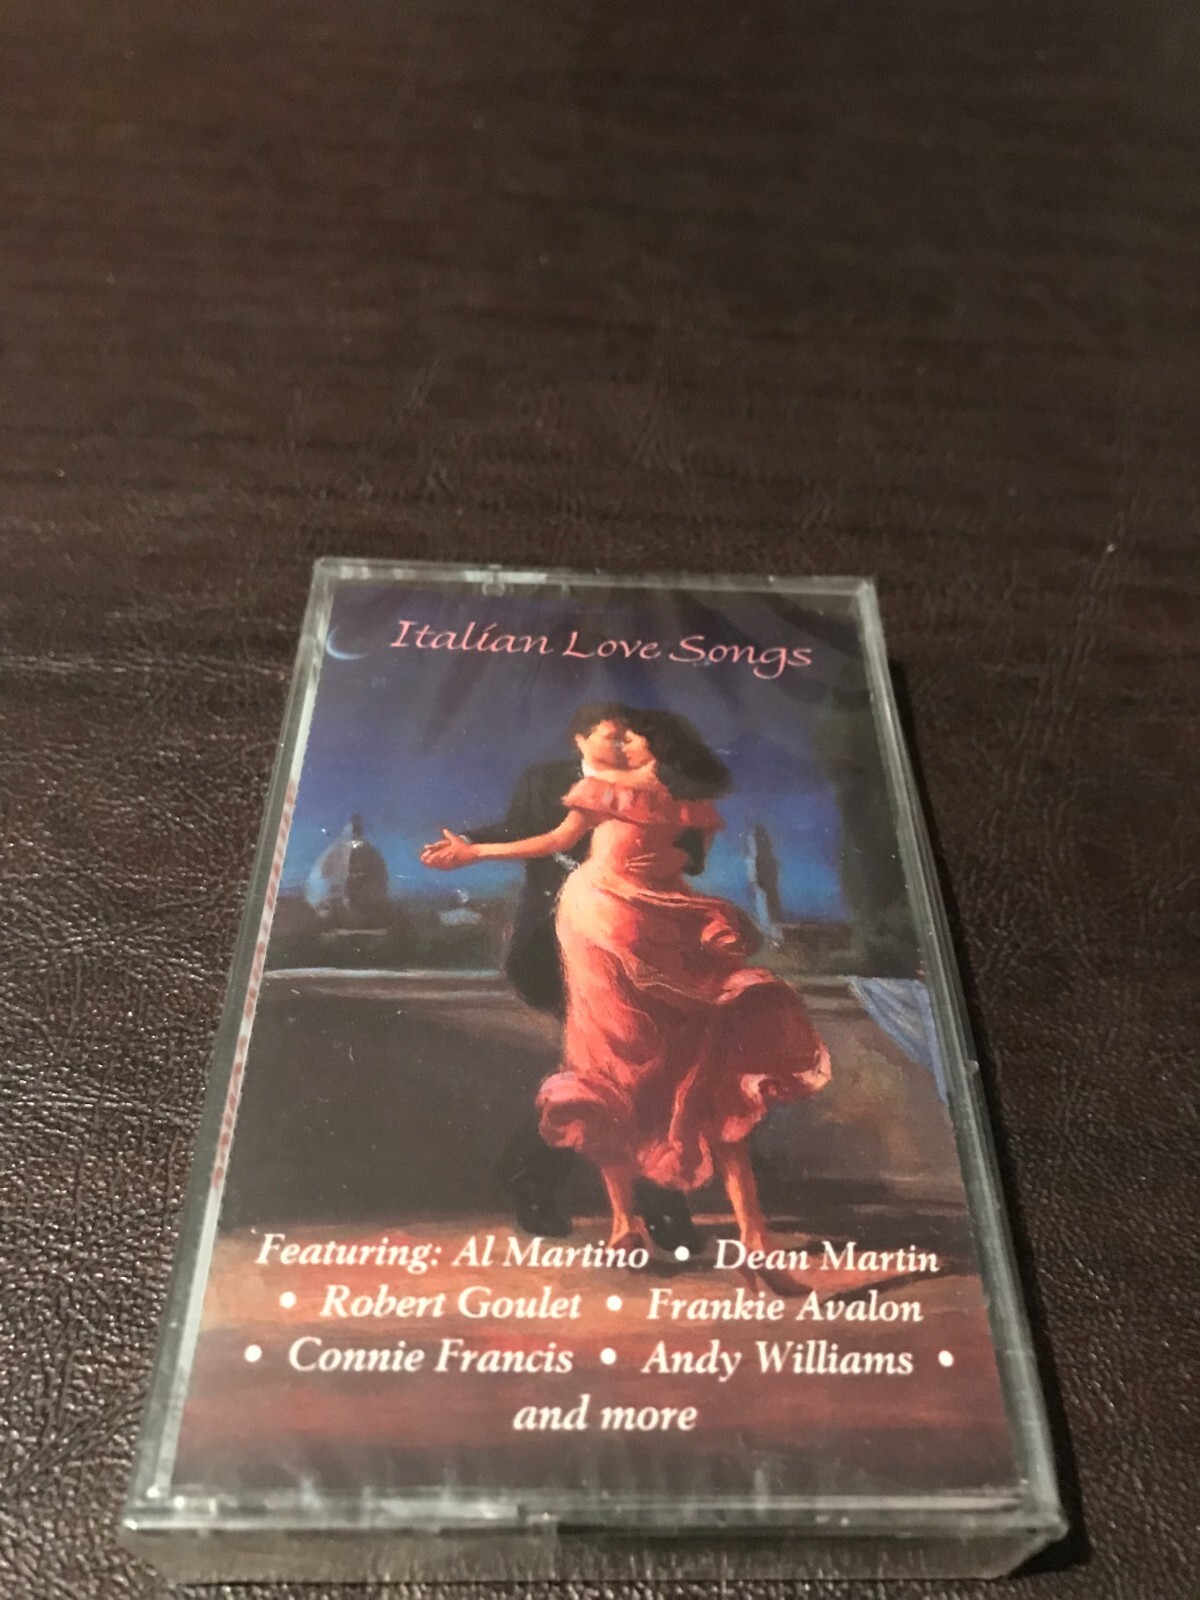 Italian Love Songs
Featuring: Al Martino • Dean Martin
• Robert Goulet • Frankie Avalon
• Connie Francis • Andy Williams •
and more